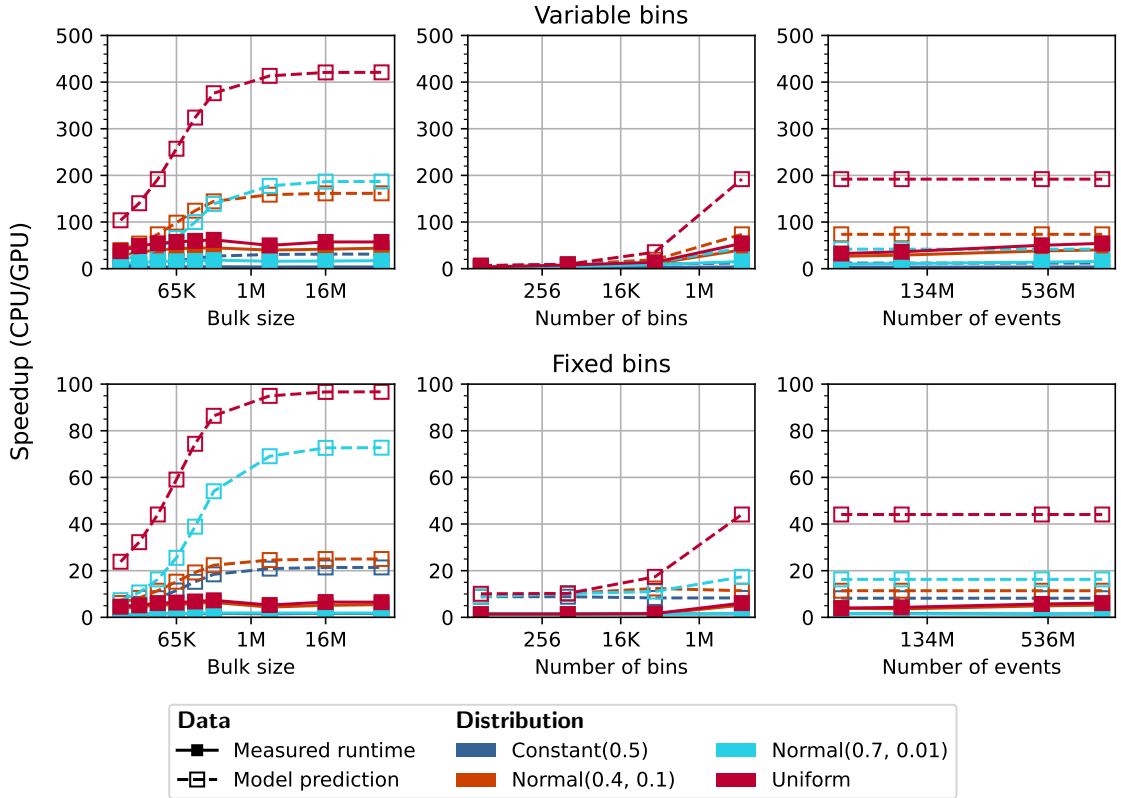 Variable bins
500
400
300
200
100
0
65K 1M 16M
Bulk size
500
400
300
200
100
0
256 16K 1M
Number of bins
500
400
300
200
100
0
134M 536M
Number of events
Speedup (CPU/GPU)
Fixed bins
100
80
60
40
20
0
65K 1M 16M
Bulk size
100
80
60
40
20
0
256 16K 1M
Number of bins
100
80
60
40
20
0
134M 536M
Number of events
Data
Measured runtime
Model prediction
Distribution
Constant(0.5)
Normal(0.4, 0.1)
Normal(0.7, 0.01)
Uniform